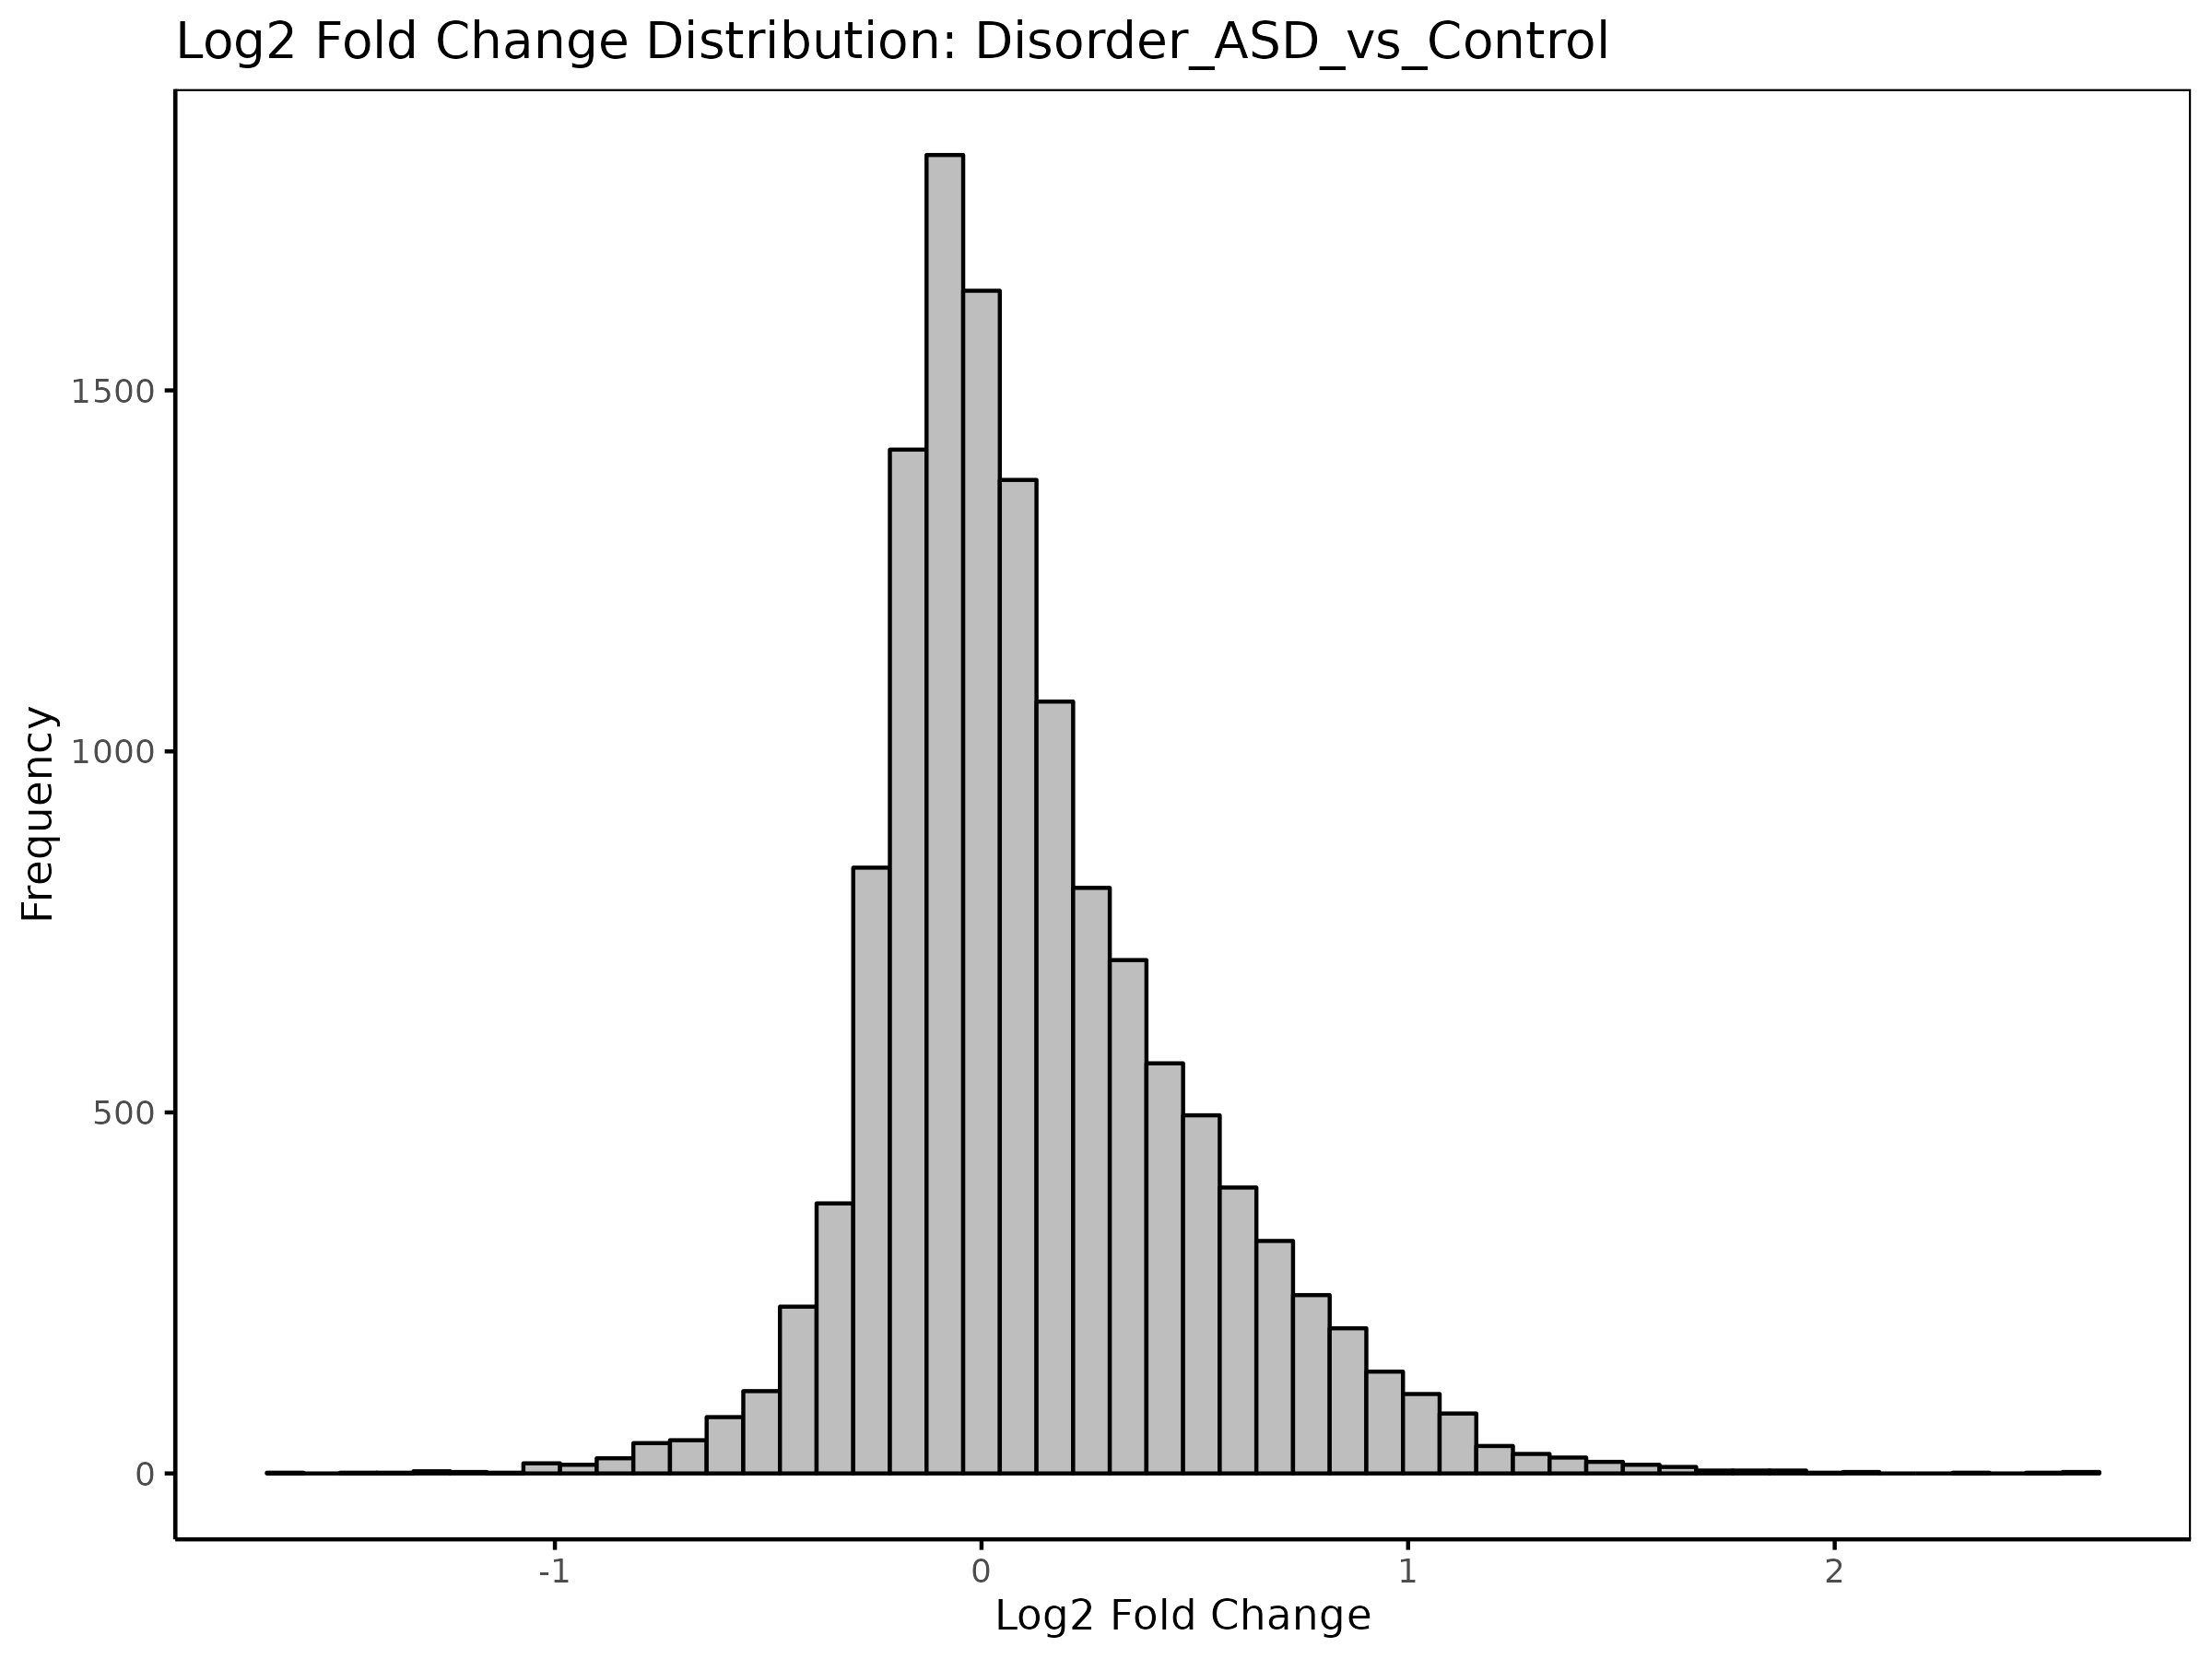 Log2 Fold Change Distribution: Disorder_ASD_vs_Control
Frequency
1500
1000
500
0
-1 0 1 2
Log2 Fold Change